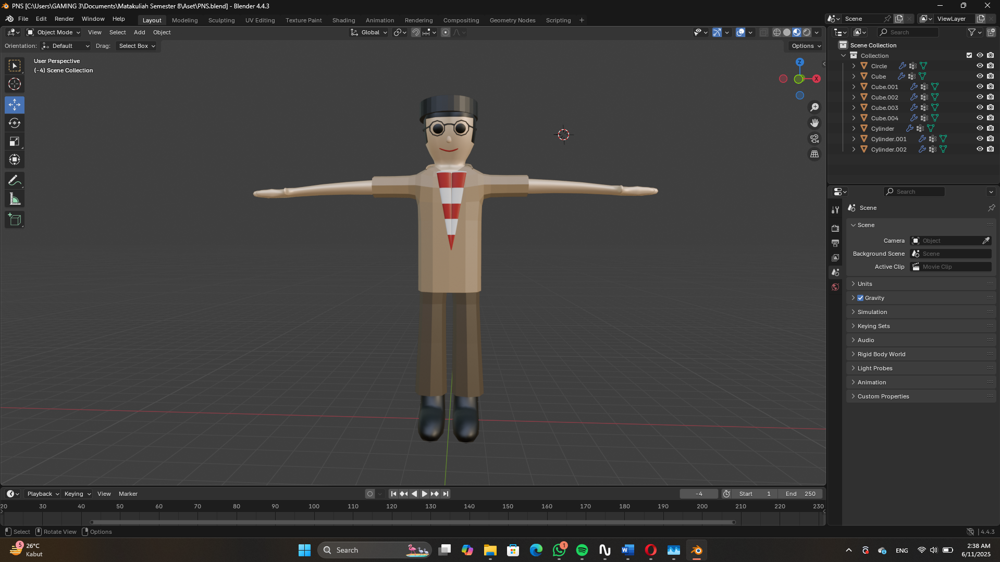 PNS [C:\Users\GAMING 3\Documents\Matakuliah Semester 8\Aset\PNS.blend] - Blender 4.4.3
File Edit Render Window Help Layout Modeling Sculpting UV Editing Texture Paint Shading Animation Rendering Compositing Geometry Nodes Scripting + Scene ViewLayer
Object Mode View Select Add Object Global Search
Orientation: Default Drag: Select Box Options
User Perspective
(-4) Scene Collection
Z
X
Scene Collection
Collection
Circle
Cube
Cube.001
Cube.002
Cube.003
Cube.004
Cylinder
Cylinder.001
Cylinder.002
Search
Scene
Scene
Camera Object
Background Scene Scene
Active Clip Movie Clip
Units
Gravity
Simulation
Keying Sets
Audio
Rigid Body World
Light Probes
Animation
Custom Properties
Playback Keying View Marker -4 Start 1 End 250
20 30 40 50 60 70 80 90 100 110 120 130 140 150 160 170 180 190 200 210 220 230
Select Rotate View Options 4.4.3
5 26°C
Kabut
Search
1
ENG
2:38 AM
6/11/2025